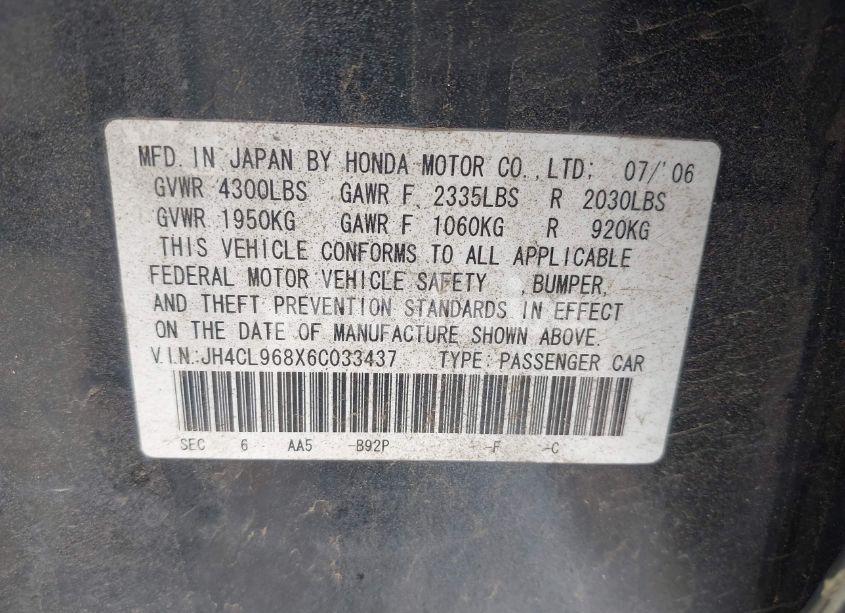 MFD. IN JAPAN BY HONDA MOTOR CO.,LTD; 07/'06
GVWR 4300LBS GAWR F 2335LBS R 2030LBS
GVWR 1950KG GAWR F 1060KG R 920KG
THIS VEHICLE CONFORMS TO ALL APPLICABLE
FEDERAL MOTOR VEHICLE SAFETY ,BUMPER,
AND THEFT PREVENTION STANDARDS IN EFFECT
ON THE DATE OF MANUFACTURE SHOWN ABOVE.
V.I.N:JH4CL968X6C033437 TYPE:PASSENGER CAR
SEC 6 AA5 -B92P -F -C